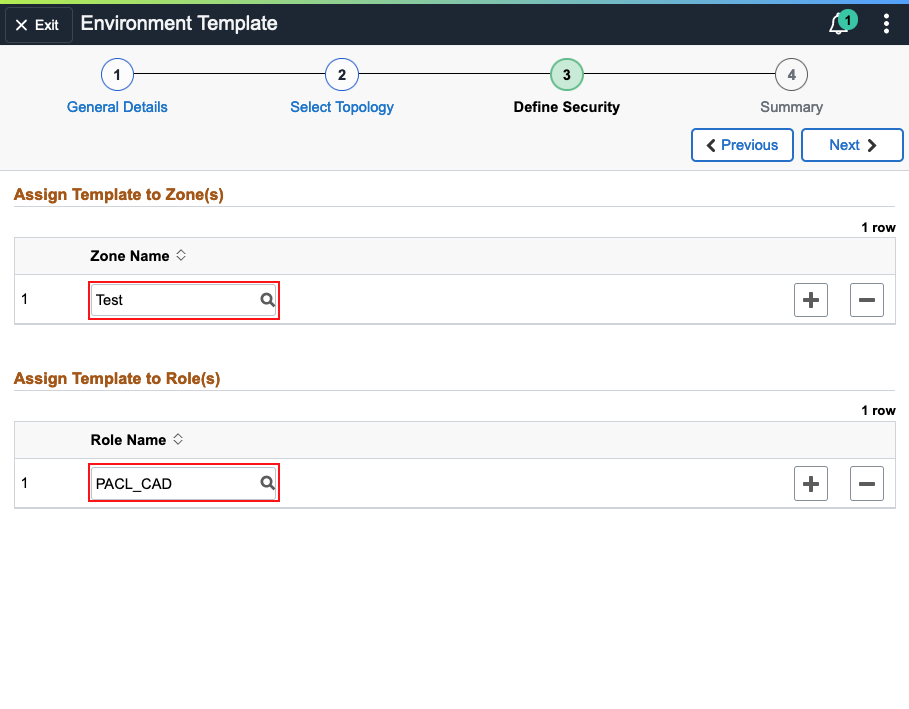 Exit
Environment Template
1
1
2
3
4
General Details
Select Topology
Define Security
Summary
Previous
Next
Assign Template to Zone(s)
1 row
Zone Name
1
Test
Assign Template to Role(s)
1 row
Role Name
1
PACL_CAD